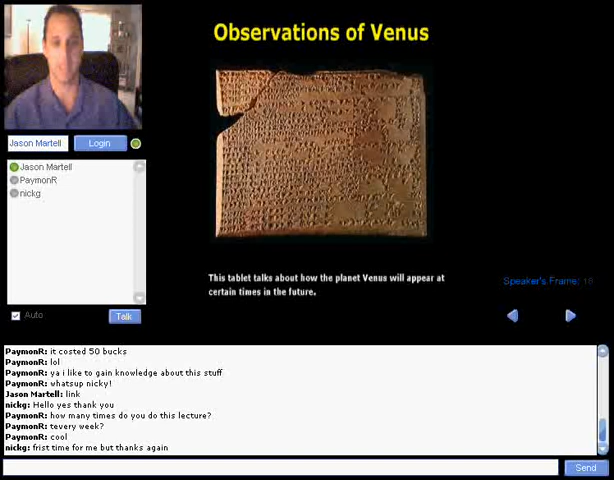 Observations of Venus
Jason Martell
Login
Jason Martell
PaymonR
nickg
This tablet talks about how the planet Venus will appear at
certain times in the future.
Speaker's Frame: 18
Auto
Talk
PaymonR: it costed 50 bucks
PaymonR: lol
PaymonR: ya i like to gain knowledge about this stuff
PaymonR: whatsup nicky!
Jason Martell: link
nickg: Hello yes thank you
PaymonR: how many times do you do this lecture?
PaymonR: tevery week?
PaymonR: cool
nickg: frist time for me but thanks again
Send